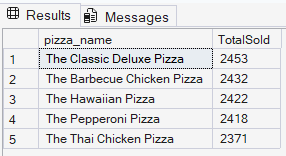 Results Messages
pizza_name TotalSold
1 The Classic Deluxe Pizza 2453
2 The Barbecue Chicken Pizza 2432
3 The Hawaiian Pizza 2422
4 The Pepperoni Pizza 2418
5 The Thai Chicken Pizza 2371